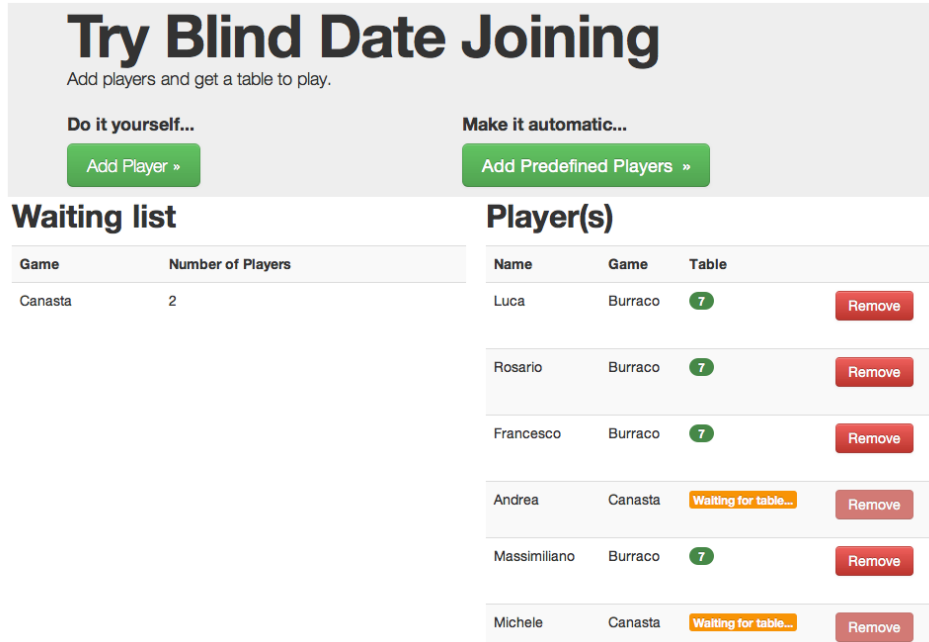 Try Blind Date Joining
Add players and get a table to play.
Do it yourself... Make it automatic...
Add Player » Add Predefined Players »
Waiting list
Game Number of Players
Canasta 2
Player(s)
Name Game Table
Luca Burraco 7 Remove
Rosario Burraco 7 Remove
Francesco Burraco 7 Remove
Andrea Canasta Waiting for table... Remove
Massimiliano Burraco 7 Remove
Michele Canasta Waiting for table... Remove